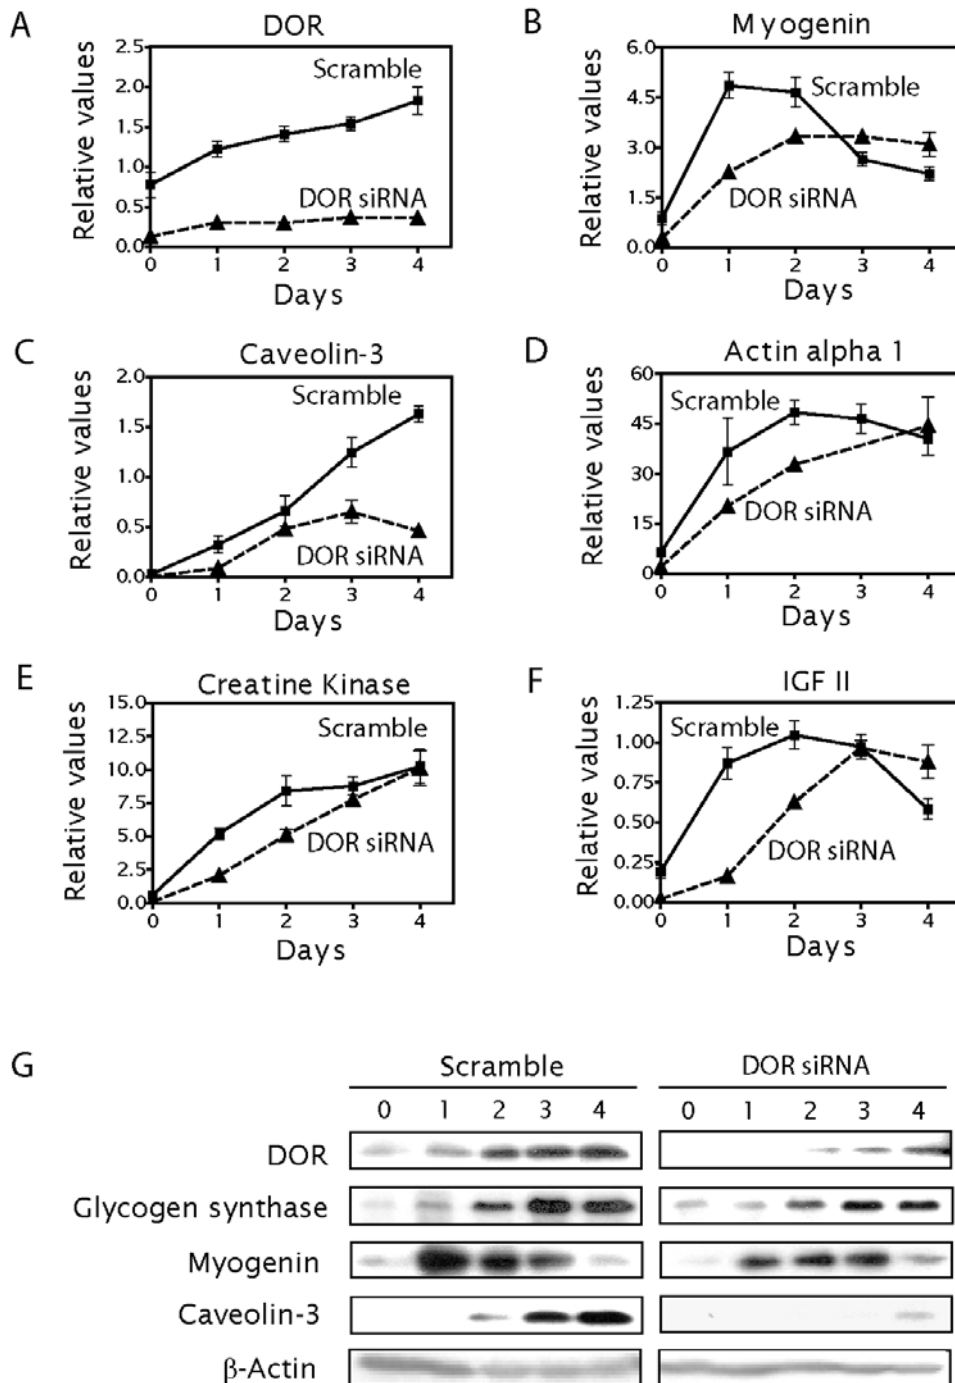 A
DOR
Relative values
2.5
2.0
1.5
1.0
0.5
0.0
Scramble
DOR siRNA
0 1 2 3 4
Days
B
Myogenin
Relative values
6.0
4.5
3.0
1.5
0.0
Scramble
DOR siRNA
0 1 2 3 4
Days
C
Caveolin-3
Relative values
2.0
1.5
1.0
0.5
0.0
Scramble
DOR siRNA
0 1 2 3 4
Days
D
Actin alpha 1
Relative values
60
45
30
15
0
Scramble
DOR siRNA
0 1 2 3 4
Days
E
Creatine Kinase
Relative values
15.0
12.5
10.0
7.5
5.0
2.5
0.0
Scramble
DOR siRNA
0 1 2 3 4
Days
F
IGF II
Relative values
1.25
1.00
0.75
0.50
0.25
0.00
Scramble
DOR siRNA
0 1 2 3 4
Days
G
Scramble DOR siRNA
0 1 2 3 4 0 1 2 3 4
DOR
Glycogen synthase
Myogenin
Caveolin-3
β-Actin